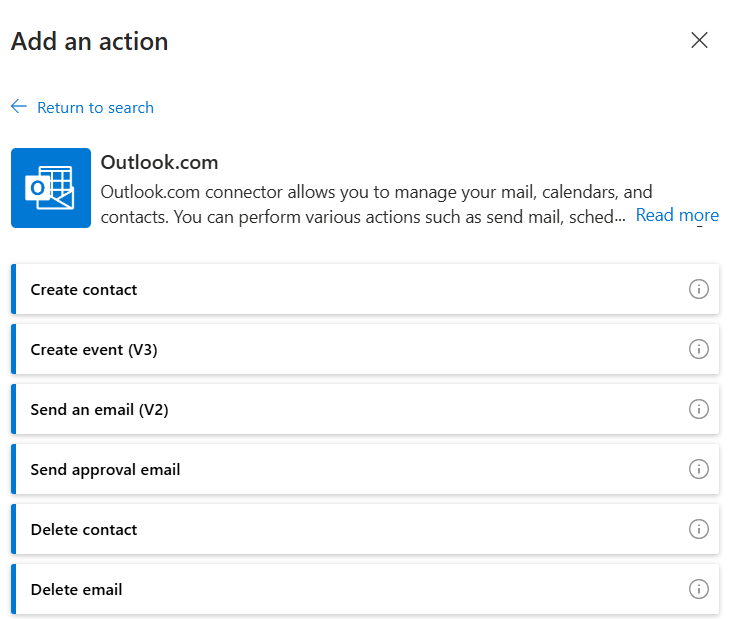 Add an action
Return to search
Outlook.com
Outlook.com connector allows you to manage your mail, calendars, and
contacts. You can perform various actions such as send mail, sched... Read more
Create contact
Create event (V3)
Send an email (V2)
Send approval email
Delete contact
Delete email